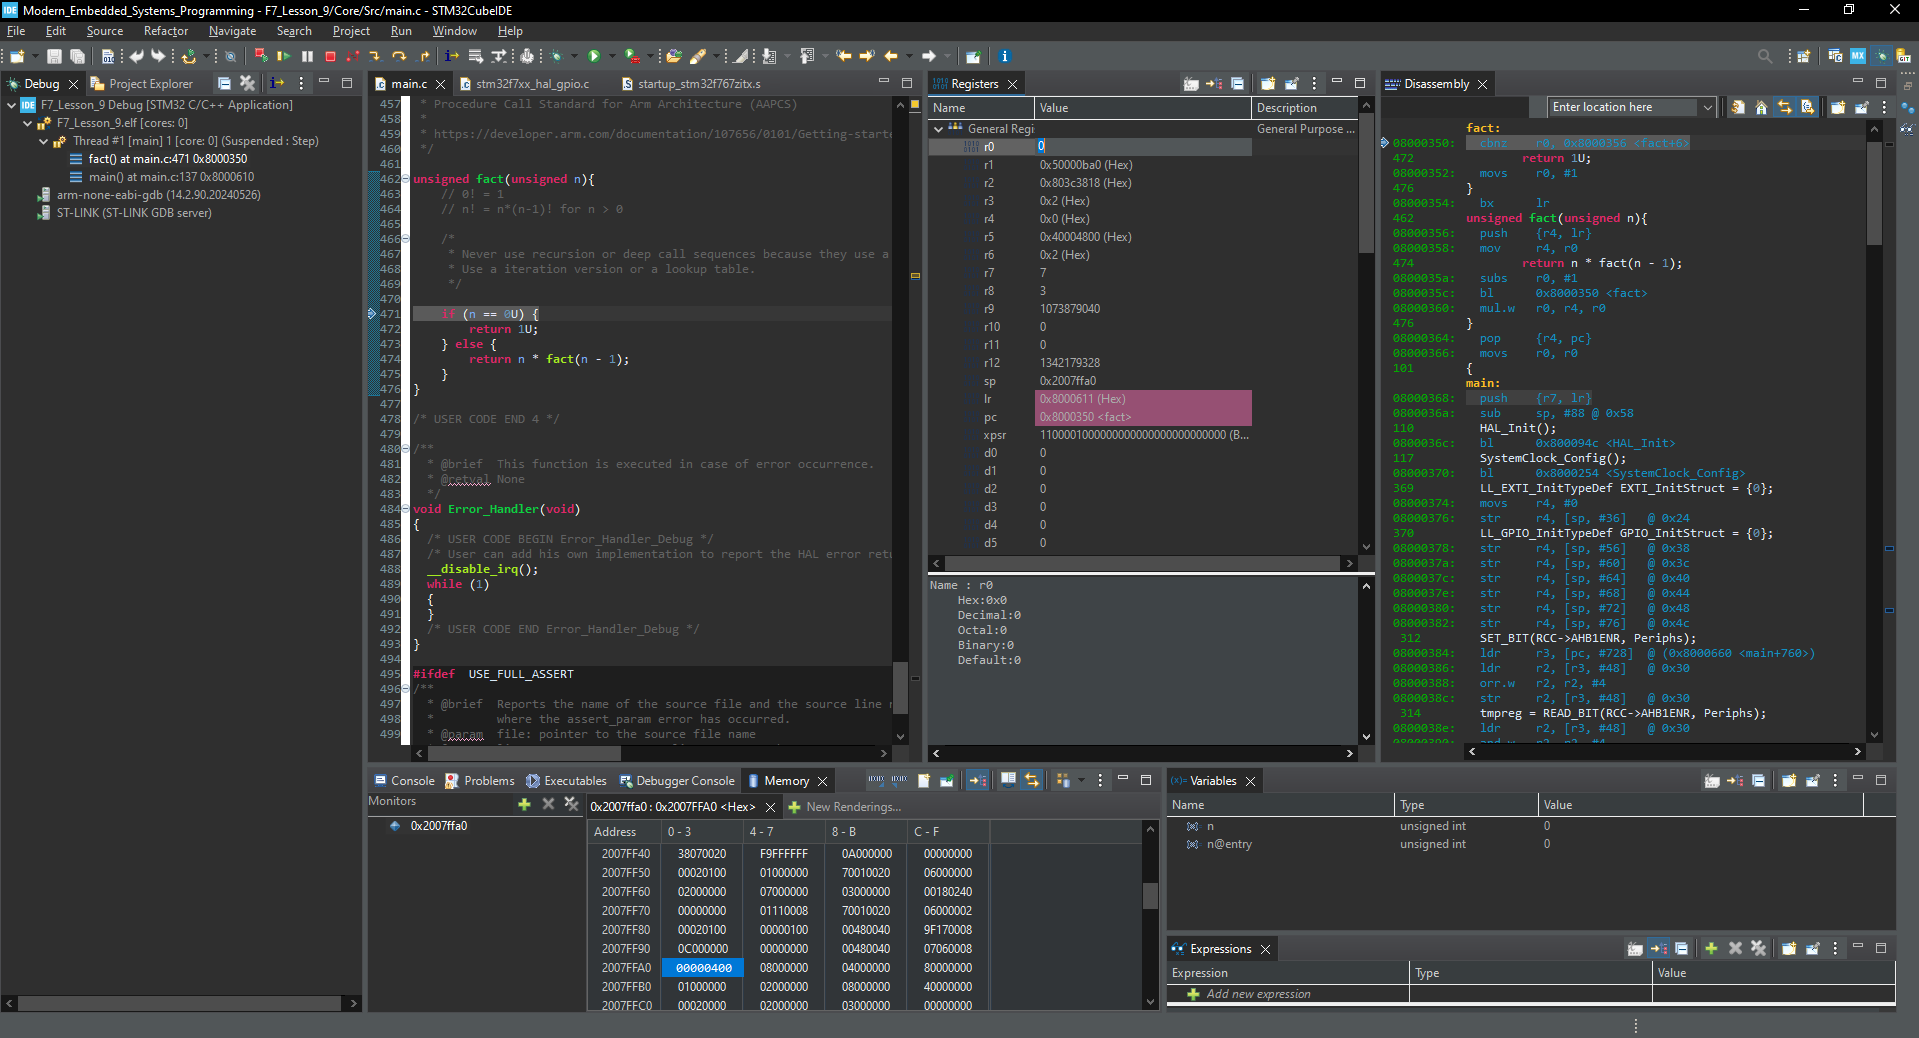 Modern_Embedded_Systems_Programming - F7_Lesson_9/Core/Src/main.c - STM32CubeIDE
File Edit Source Refactor Navigate Search Project Run Window Help
Debug Project Explorer
F7_Lesson_9 Debug [STM32 C/C++ Application]
F7_Lesson_9.elf [cores: 0]
Thread #1 [main] 1 [core: 0] (Suspended : Step)
fact() at main.c:471 0x8000350
main() at main.c:137 0x8000610
arm-none-eabi-gdb (14.2.90.20240526)
ST-LINK (ST-LINK GDB server)
main.c stm32f7xx_hal_gpio.c startup_stm32f767zitx.s
457 * Procedure Call Standard for Arm Architecture (AAPCS)
458 *
459 * https://developer.arm.com/documentation/107656/0101/Getting-starte
460 */
461
462 unsigned fact(unsigned n){
463 // 0! = 1
464 // n! = n*(n-1)! for n > 0
465
466 /*
467 * Never use recursion or deep call sequences because they use a
468 * Use a iteration version or a lookup table.
469 */
470
471 if (n == 0U) {
472 return 1U;
473 } else {
474 return n * fact(n - 1);
475 }
476 }
477
478 /* USER CODE END 4 */
479
480 /**
481 * @brief This function is executed in case of error occurrence.
482 * @retval None
483 */
484 void Error_Handler(void)
485 {
486 /* USER CODE BEGIN Error_Handler_Debug */
487 /* User can add his own implementation to report the HAL error retu
488 __disable_irq();
489 while (1)
490 {
491 }
492 /* USER CODE END Error_Handler_Debug */
493 }
494
495 #ifdef USE_FULL_ASSERT
496 /**
497 * @brief Reports the name of the source file and the source line n
498 * where the assert_param error has occurred.
499 * @param file: pointer to the source file name
Registers
Name Value Description
General Regi General Purpose ...
r0 0
r1 0x50000ba0 (Hex)
r2 0x803c3818 (Hex)
r3 0x2 (Hex)
r4 0x0 (Hex)
r5 0x40004800 (Hex)
r6 0x2 (Hex)
r7 7
r8 3
r9 1073879040
r10 0
r11 0
r12 1342179328
sp 0x2007ffa0
lr 0x8000611 (Hex)
pc 0x8000350 <fact>
xpsr
d0 0
d1 0
d2 0
d3 0
d4 0
d5 0
Name : r0
Hex:0x0
Decimal:0
Octal:0
Binary:0
Default:0
Disassembly
Enter location here
fact:
08000350: cbnz r0, 0x8000356 <fact+6>
472 return 1U;
08000352: movs r0, #1
476 }
08000354: bx lr
462 unsigned fact(unsigned n){
08000356: push {r4, lr}
08000358: mov r4, r0
474 return n * fact(n - 1);
0800035a: subs r0, #1
0800035c: bl 0x8000350 <fact>
08000360: mul.w r0, r4, r0
476 }
08000364: pop {r4, pc}
08000366: movs r0, r0
101 {
main:
08000368: push {r7, lr}
0800036a: sub sp, #88 @ 0x58
110 HAL_Init();
0800036c: bl 0x800094c <HAL_Init>
117 SystemClock_Config();
08000370: bl 0x8000254 <SystemClock_Config>
369 LL_EXTI_InitTypeDef EXTI_InitStruct = {0};
08000374: movs r4, #0
08000376: str r4, [sp, #36] @ 0x24
370 LL_GPIO_InitTypeDef GPIO_InitStruct = {0};
08000378: str r4, [sp, #56] @ 0x38
0800037a: str r4, [sp, #60] @ 0x3c
0800037c: str r4, [sp, #64] @ 0x40
0800037e: str r4, [sp, #68] @ 0x44
08000380: str r4, [sp, #72] @ 0x48
08000382: str r4, [sp, #76] @ 0x4c
312 SET_BIT(RCC->AHB1ENR, Periphs);
08000384: ldr r3, [pc, #728] @ (0x8000660 <main+760>)
08000386: ldr r2, [r3, #48] @ 0x30
08000388: orr.w r2, r2, #4
0800038c: str r2, [r3, #48] @ 0x30
314 tmpreg = READ_BIT(RCC->AHB1ENR, Periphs);
0800038e: ldr r2, [r3, #48] @ 0x30
Console Problems Executables Debugger Console Memory
Monitors
0x2007ffa0
0x2007ffa0 : 0x2007FFA0 <Hex> New Renderings...
Address 0 - 3 4 - 7 8 - B C - F
2007FF40 38070020 F9FFFFFF 0A000000 00000000
2007FF50 00020100 01000000 70010020 06000000
2007FF60 02000000 07000000 03000000 00180240
2007FF70 00000000 01110008 70010020 06000002
2007FF80 00020100 00000100 00480040 9F170008
2007FF90 0C000000 00000000 00480040 07060008
2007FFA0 00000400 08000000 04000000 80000000
2007FFB0 01000000 02000000 08000000 40000000
2007FFC0 00020000 02000000 03000000 00000000
Variables
Name Type Value
n unsigned int 0
n@entry unsigned int 0
Expressions
Expression Type Value
Add new expression